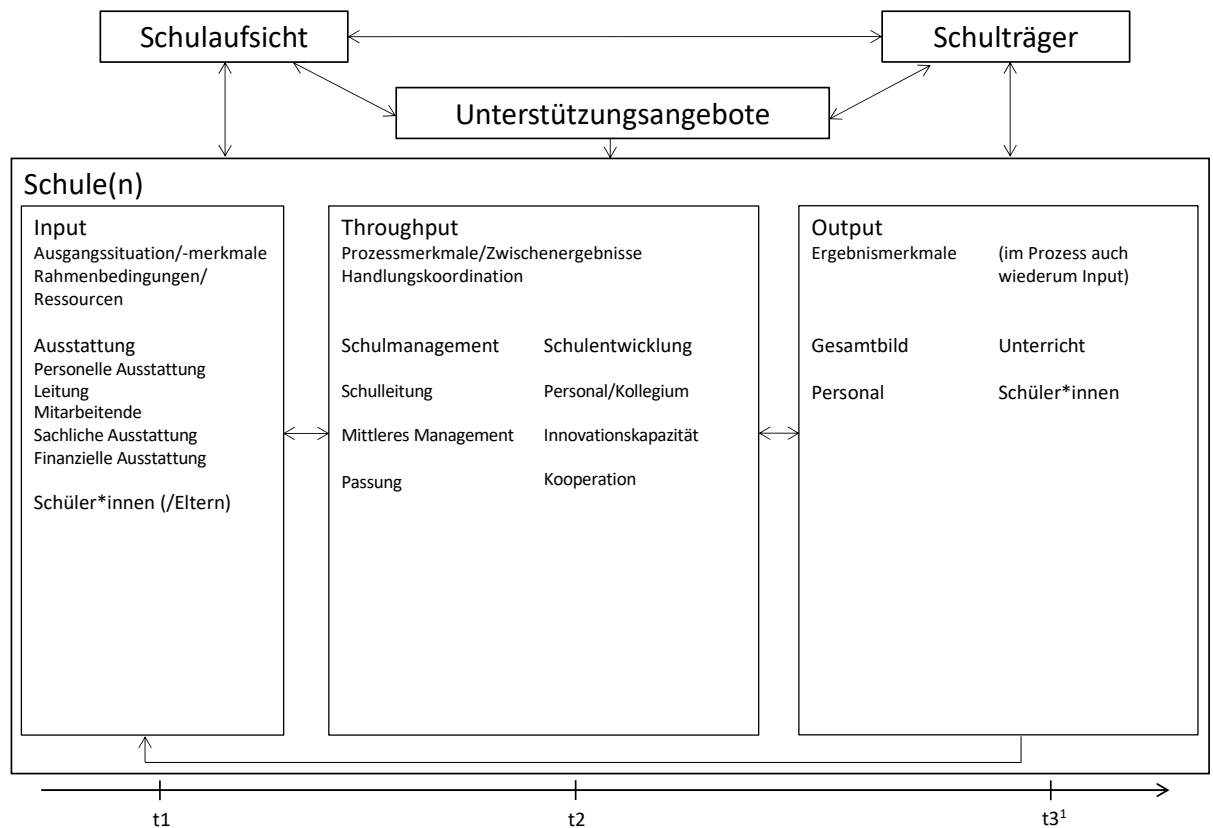 Schulaufsicht
Schulträger
Unterstützungsangebote
Schule(n)
Input
Ausgangssituation/-merkmale
Rahmenbedingungen/
Ressourcen
Ausstattung
Personelle Ausstattung
Leitung
Mitarbeitende
Sachliche Ausstattung
Finanzielle Ausstattung
Schüler*innen (/Eltern)
Throughput
Prozessmerkmale/Zwischenergebnisse
Handlungskoordination
Schulmanagement Schulentwicklung
Schulleitung Personal/Kollegium
Mittleres Management Innovationskapazität
Passung Kooperation
Output
Ergebnismerkmale (im Prozess auch
wiederum Input)
Gesamtbild Unterricht
Personal Schüler*innen
t1 t2 t3¹